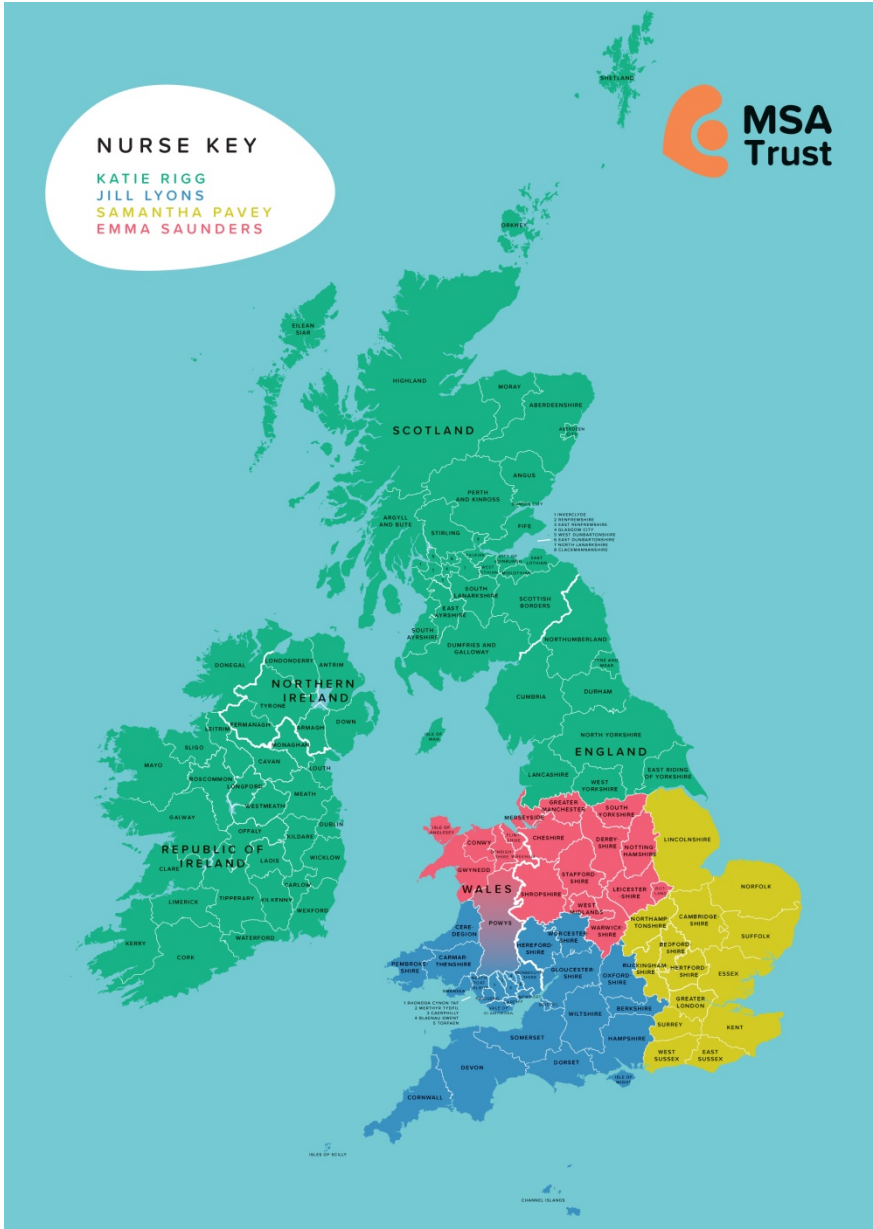 SHETLAND
MSA
Trust
NURSE KEY
KATIE RIGG
JILL LYONS
SAMANTHA PAVEY
EMMA SAUNDERS
ORKNEY
EILEAN
SIAR
HIGHLAND
MORAY
ABERDEENSHIRE
ABERDEEN
CITY
SCOTLAND
ANGUS
PERTH
AND KINROSS
ARGYLL
AND BUTE
STIRLING
FIFE
1 INVERCLYDE
2 RENFREWSHIRE
3 EAST RENFREWSHIRE
4 GLASGOW CITY
5 WEST DUNBARTONSHIRE
6 EAST DUNBARTONSHIRE
7 NORTH LANARKSHIRE
8 CLACKMANNANSHIRE
EAST
LOTHIAN
SOUTH
LANARKSHIRE
SCOTTISH
BORDERS
EAST
AYRSHISE
SOUTH
AYRSHIRE
DUMFRIES AND
GALLOWAY
NORTHUMBERLAND
TYNE AND
WEAR
CUMBRIA
DURHAM
DONEGAL
LONDONDERRY
ANTRIM
NORTHERN
IRELAND
TYRONE
FERMANAGH
ARMAGH
DOWN
MONAGHAN
LEITRIM
SLIGO
CAVAN
LOUTH
MAYO
ROSCOMMON
LONGFORD
MEATH
WESTMEATH
GALWAY
DUBLIN
OFFALY
KILDARE
REPUBLIC OF
IRELAND
LAOIS
WICKLOW
CLARE
CARLOW
LIMERICK
TIPPERARY
KILKENNY
WEXFORD
KERRY
WATERFORD
CORK
ISLE OF
MAN
NORTH YORKSHIRE
ENGLAND
LANCASHIRE
WEST
YORKSHIRE
EAST RIDING
OF YORKSHIRE
MERSEYSIDE
GREATER
MANCHESTER
SOUTH
YORKSHIRE
ISLE OF
ANGLESEY
CONWY
FLINT
SHIRE
CHESHIRE
DERBY
SHIRE
NOTTING
HAMSHIRE
LINCOLNSHIRE
GWYNEDD
WALES
SHROPSHIRE
STAFFORD
SHIRE
LEICESTER
SHIRE
RUT
LAND
NORFOLK
WEST
MIDLANDS
WARWICK
SHIRE
NORTHAMP
TONSHIRE
CAMBRIDGE
SHIRE
SUFFOLK
POWYS
CERE
DEGION
HEREFORD
SHIRE
WORCESTER
SHIRE
BEDFORD
SHIRE
BUCKINGHAM
SHIRE
HERTFORD
SHIRE
ESSEX
PEMBROKE
SHIRE
CARMAR
THENSHIRE
GLOUCESTER
SHIRE
OXFORD
SHIRE
GREATER
LONDON
SWANSEA
1 RHONDDA CYNON TAF
2 MERTHYR TYDFIL
3 CAERPHILLY
4 BLAENAU GWENT
5 TORFAEN
WILTSHIRE
BERKSHIRE
SURREY
KENT
SOMERSET
HAMPSHIRE
WEST
SUSSEX
EAST
SUSSEX
DEVON
DORSET
ISLE OF
WIGHT
CORNWALL
ISLES OF SCILLY
CHANNEL ISLANDS